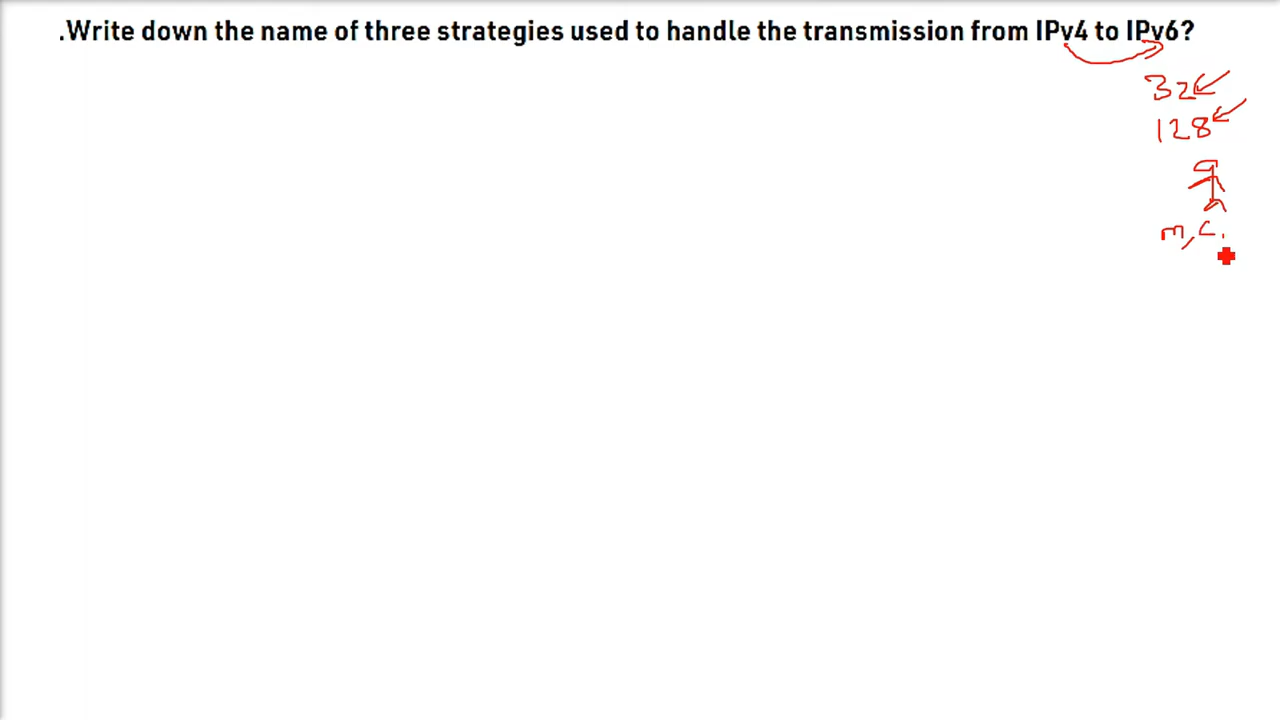 .Write down the name of three strategies used to handle the transmission from IPv4 to IPv6?
32
128
m, c.